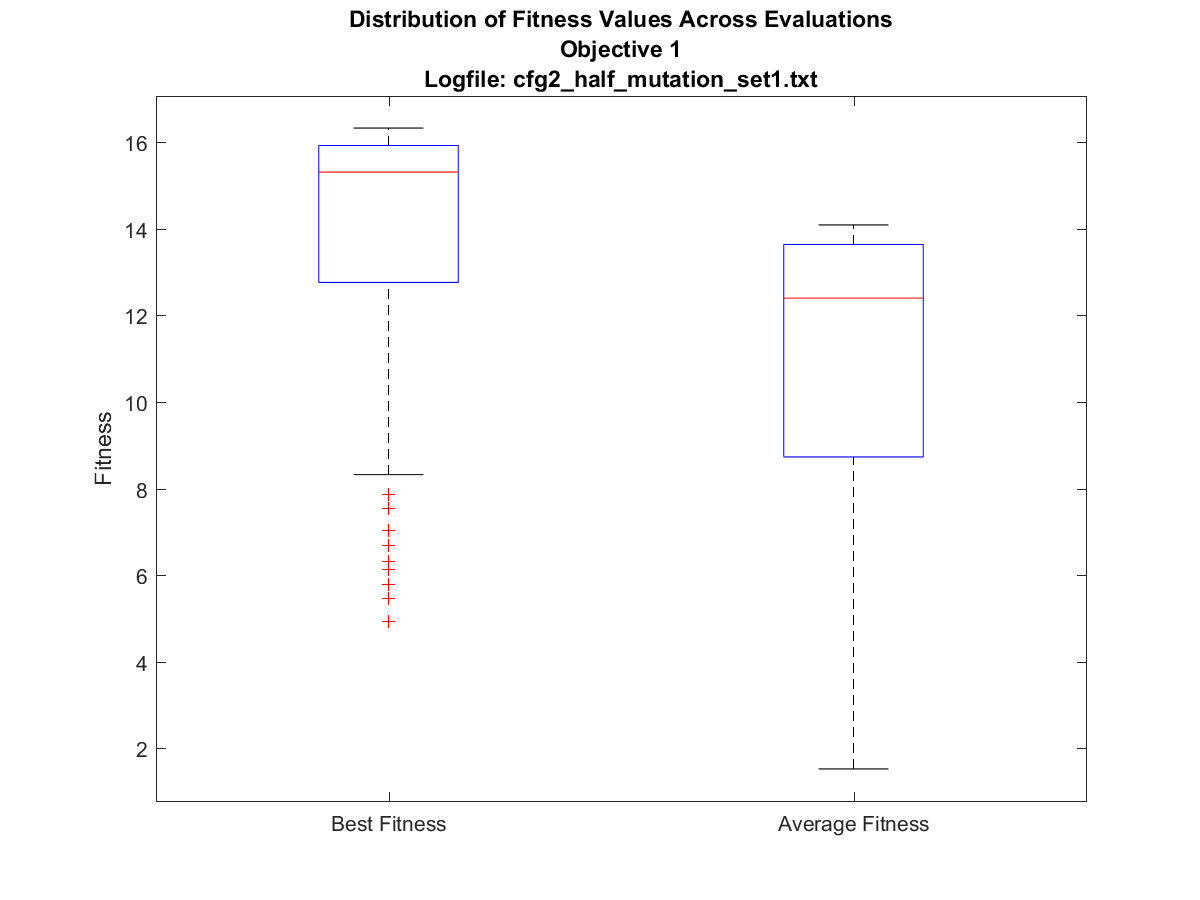 Distribution of Fitness Values Across Evaluations
Objective 1
Logfile: cfg2_half_mutation_set1.txt
16
14
12
10
8
6
4
2
Fitness
Best Fitness
Average Fitness